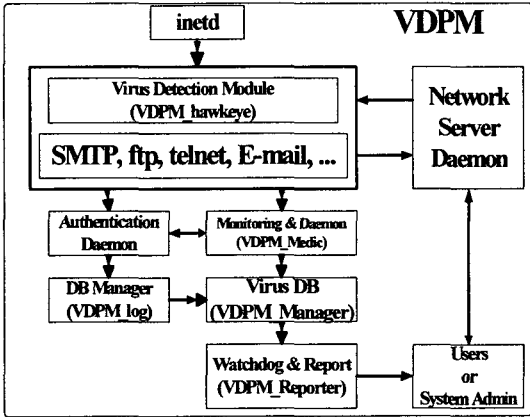 inetd
VDPM
Virus Detection Module
(VDPM_hawkeye)
SMTP, ftp, telnet, E-mail, ...
Network
Server
Daemon
Authentication
Daemon
Monitoring & Daemon
(VDPM_Medic)
DB Manager
(VDPM_log)
Virus DB
(VDPM_Manager)
Watchdog & Report
(VDPM_Reporter)
Users
or
System Admin